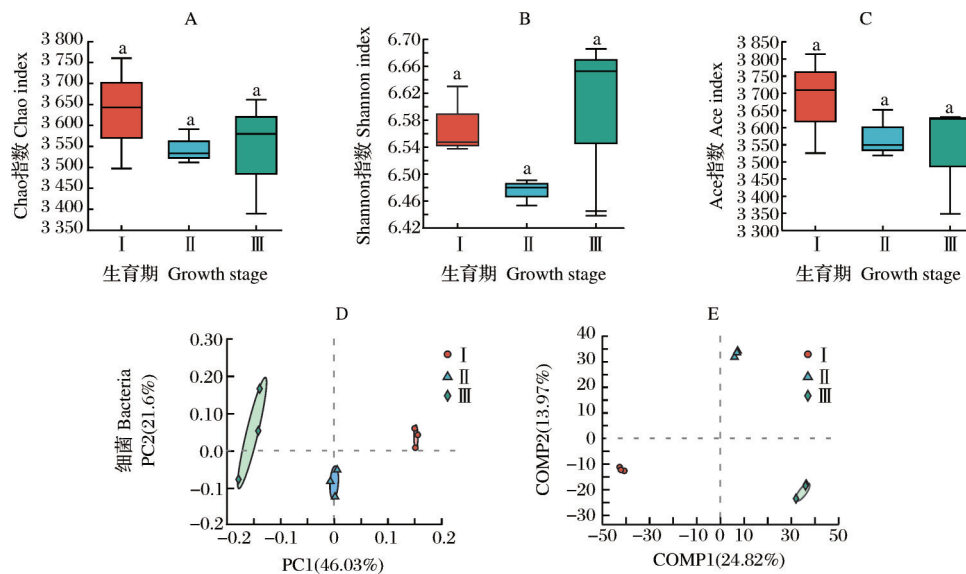 A
Chao指数 Chao index
3 800
3 750
3 700
3 650
3 600
3 550
3 500
3 450
3 400
3 350
a
a
a
Ⅰ
Ⅱ
Ⅲ
生育期 Growth stage
B
Shannon指数 Shannon index
6.70
6.66
6.62
6.58
6.54
6.50
6.46
6.42
a
a
a
Ⅰ
Ⅱ
Ⅲ
生育期 Growth stage
C
Ace指数 Ace index
3 850
3 800
3 750
3 700
3 650
3 600
3 550
3 500
3 450
3 400
3 350
3 300
a
a
a
Ⅰ
Ⅱ
Ⅲ
生育期 Growth stage
D
细菌 Bacteria
PC2(21.6%)
0.30
0.20
0.10
0.0
-0.1
-0.2
Ⅰ
Ⅱ
Ⅲ
-0.2
-0.1
0
0.1
0.2
PC1(46.03%)
E
COMP2(13.97%)
40
30
20
10
0
-10
-20
-30
Ⅰ
Ⅱ
Ⅲ
-50
-30
-10
0
10
30
50
COMP1(24.82%)